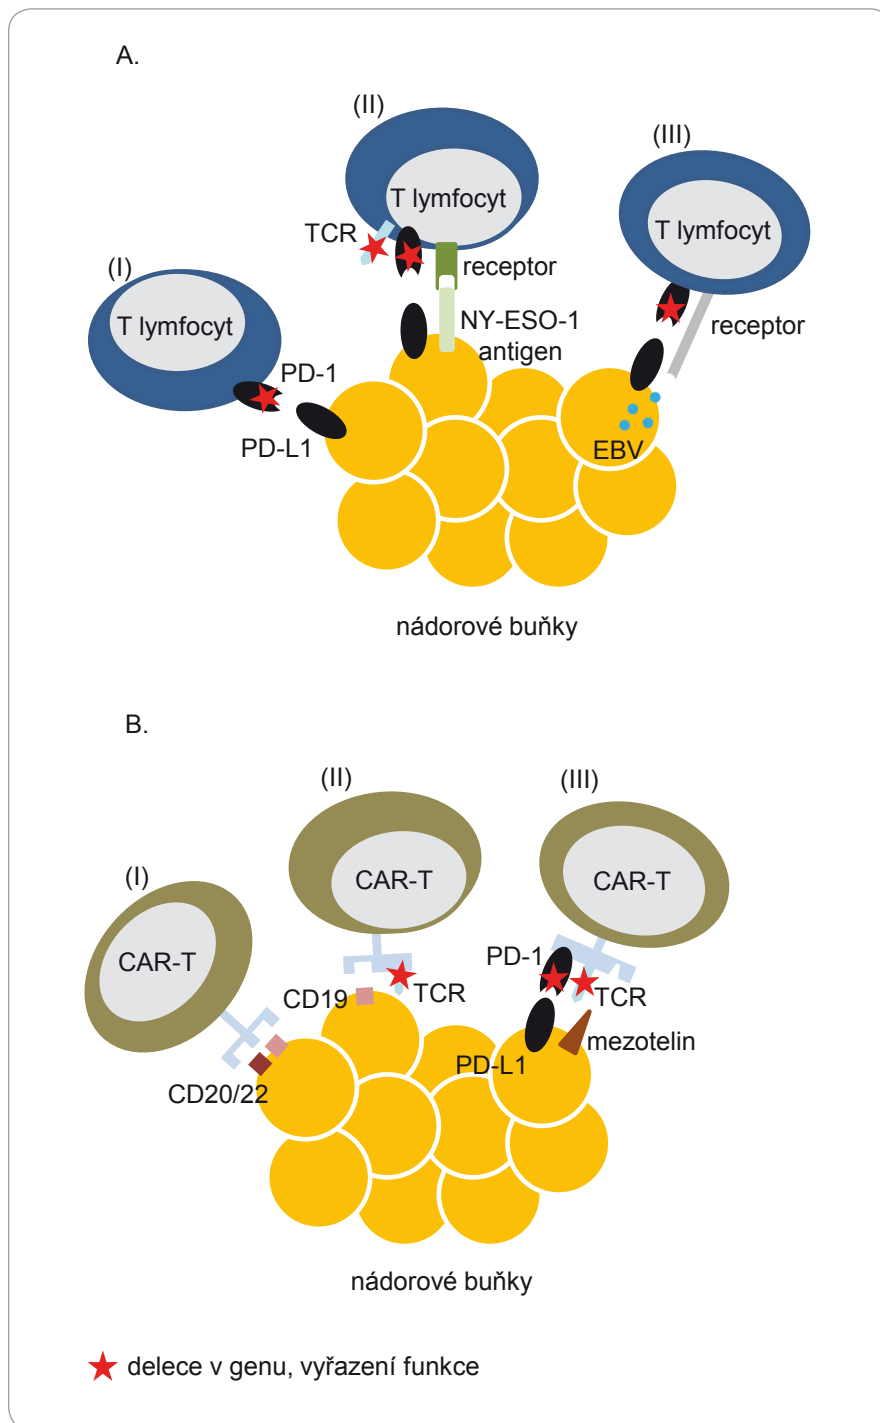 A.
(II)
T lymfocyt
TCR
receptor
NY-ESO-1
antigen
(III)
T lymfocyt
receptor
(I)
T lymfocyt
PD-1
PD-L1
EBV
nádorové buňky
B.
(II)
CAR-T
CD19
TCR
(III)
CAR-T
PD-1
TCR
mezotelin
PD-L1
(I)
CAR-T
CD20/22
nádorové buňky
delece v genu, vyřazení funkce